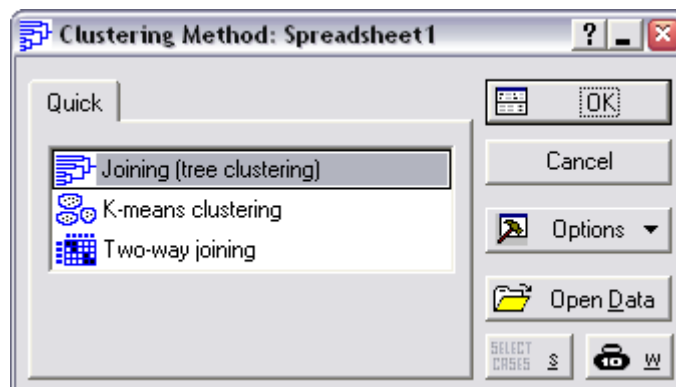 Clustering Method: Spreadsheet1
Quick
Joining (tree clustering)
K-means clustering
Two-way joining
OK
Cancel
Options
Open Data
SELECT CASES S
W